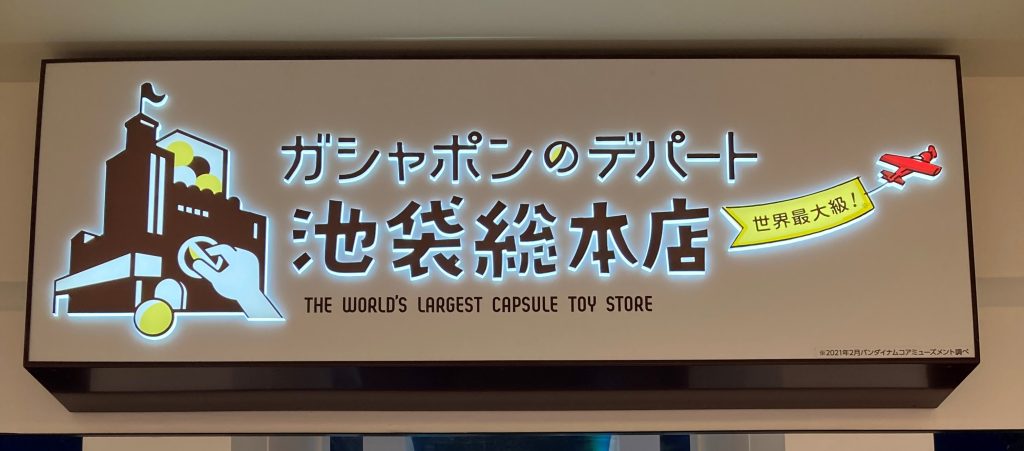 ガシャポンのデパート
池袋総本店
世界最大級！
THE WORLD'S LARGEST CAPSULE TOY STORE
※2021年2月バンダイナムコアミューズメント調べ